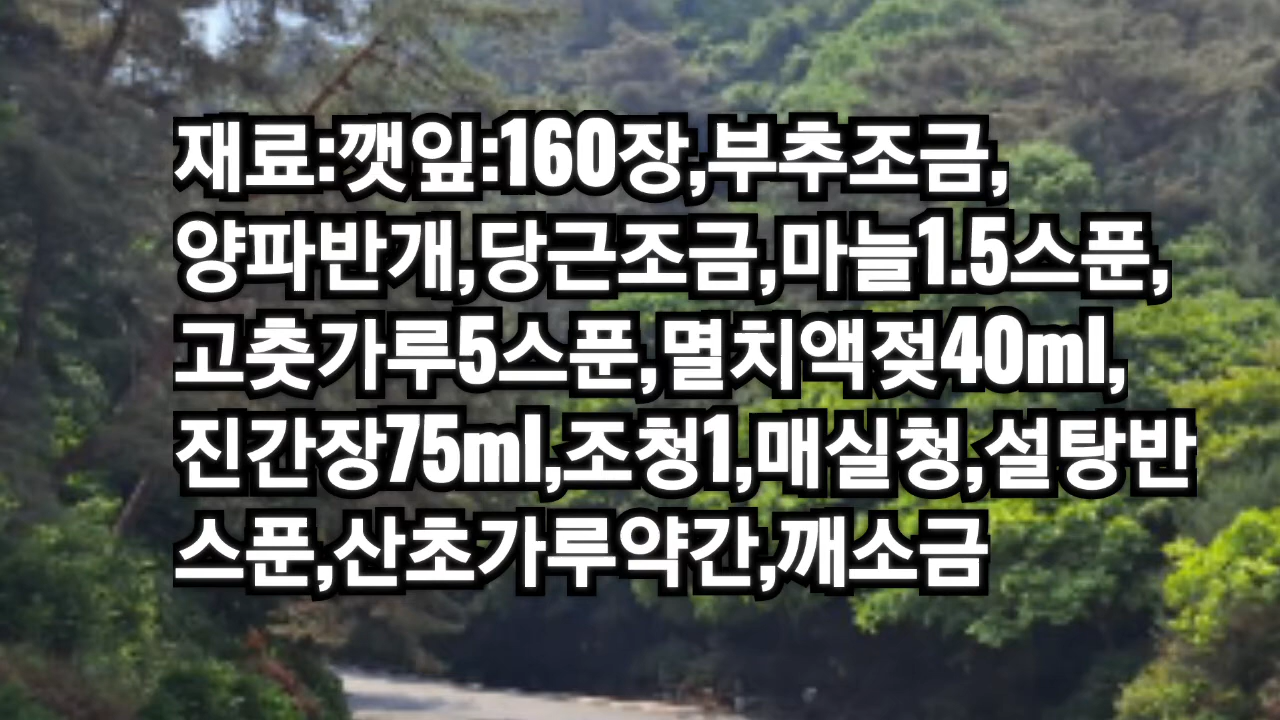 재료:깻잎:160장,부추조금,
양파반개,당근조금,마늘1.5스푼,
고춧가루5스푼,멸치액젖40ml,
진간장75ml,조청1,매실청,설탕반
스푼,산초가루약간,깨소금